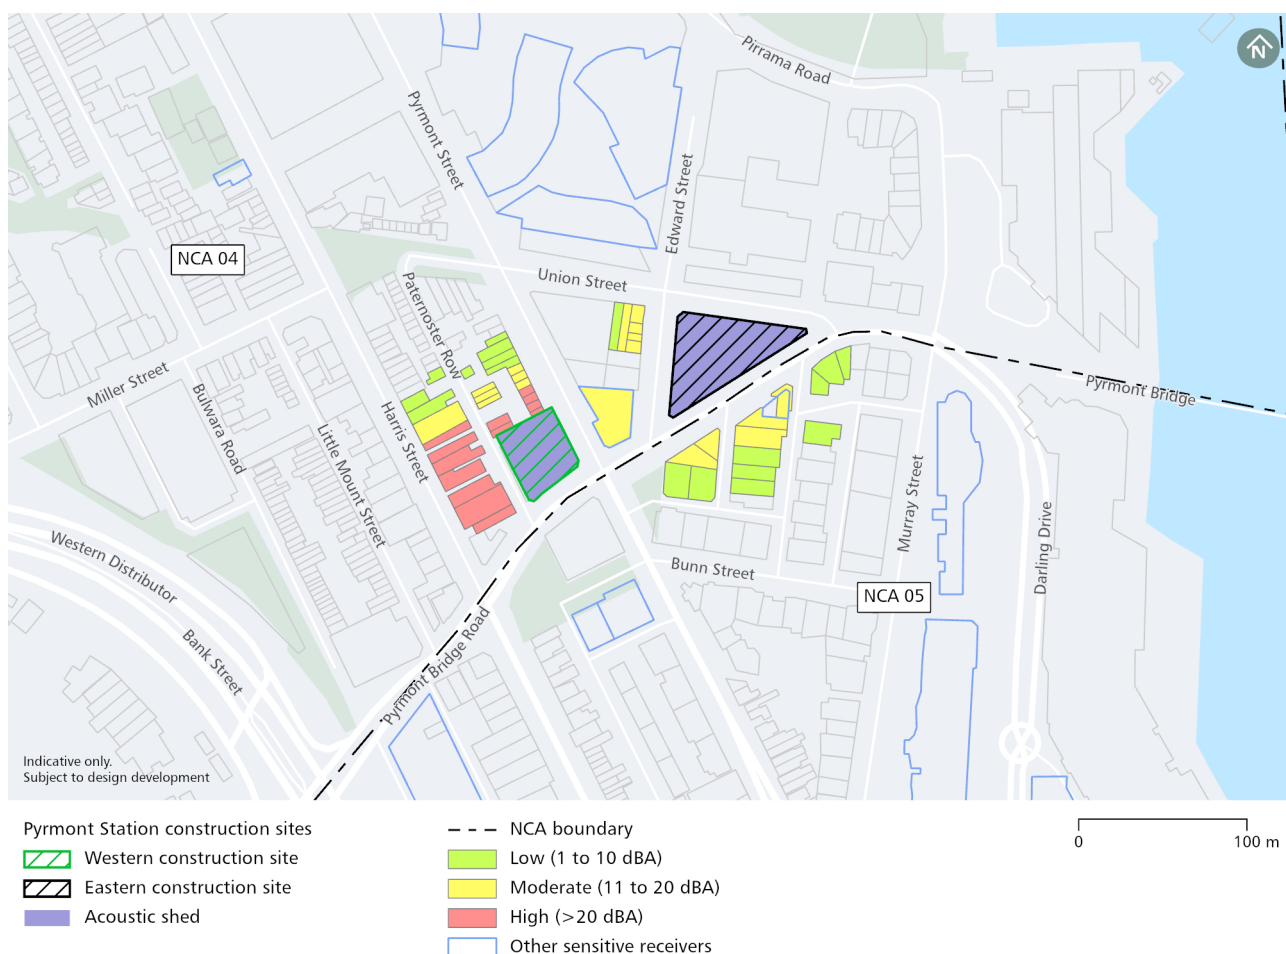 N
Pirrama Road
Pyrmont Street
Edward Street
NCA 04
Union Street
Paternoster Row
Miller Street
Pyrmont Bridge
Bulwara Road
Harris Street
Little Mount Street
Murray Street
Darling Drive
Western Distributor
Bunn Street
NCA 05
Bank Street
Pyrmont Bridge Road
Indicative only.
Subject to design development
Pyrmont Station construction sites
Western construction site
Eastern construction site
Acoustic shed
NCA boundary
Low (1 to 10 dBA)
Moderate (11 to 20 dBA)
High (>20 dBA)
Other sensitive receivers
0
100 m